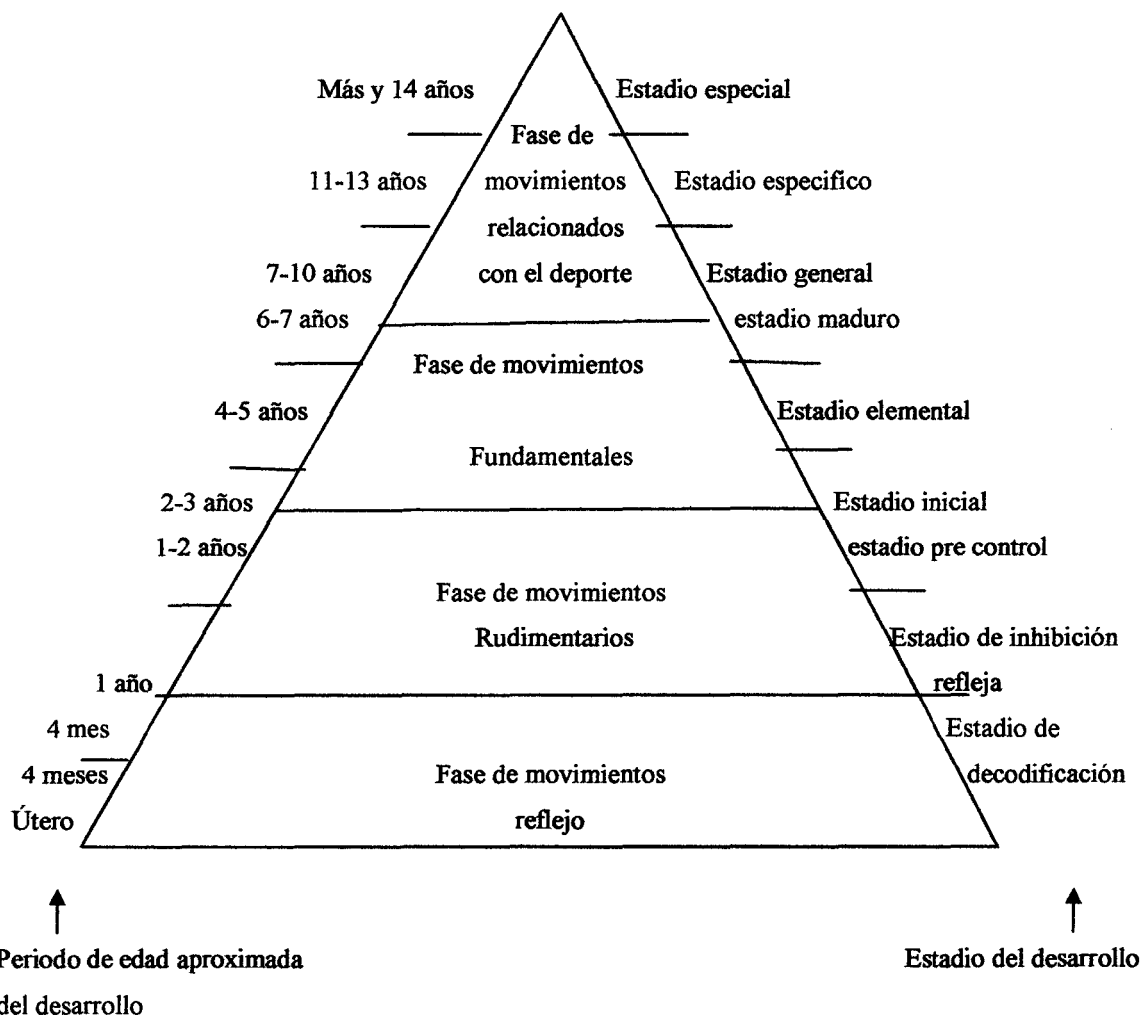 Más y 14 años Estadio especial
Fase de
11-13 años movimientos Estadio especifico
relacionados
7-10 años con el deporte Estadio general
6-7 años estadio maduro
Fase de movimientos
4-5 años Estadio elemental
Fundamentales
2-3 años Estadio inicial
1-2 años estadio pre control
Fase de movimientos
Rudimentarios Estadio de inhibición
1 año refleja
4 mes Estadio de
4 meses Fase de movimientos decodificación
Útero reflejo
Periodo de edad aproximada Estadio del desarrollo
del desarrollo